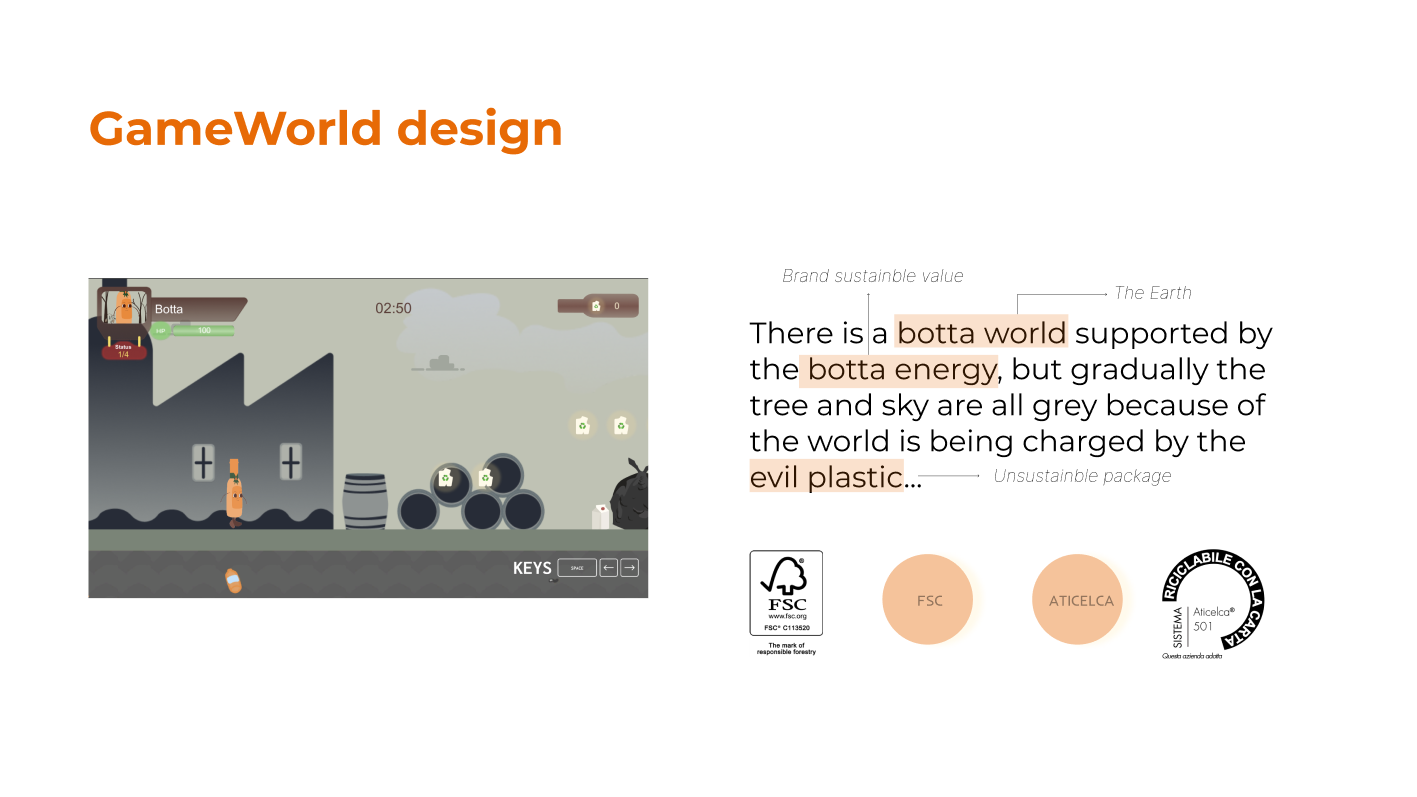 GameWorld design
Botta
HP
100
Status
1/4
02:50
0
KEYS
SPACE
← →
Brand sustainble value
The Earth
There is a botta world supported by
the botta energy, but gradually the
tree and sky are all grey because of
the world is being charged by the
evil plastic...
Unsustainble package
FSC
www.fsc.org
FSC® C113520
The mark of
responsible forestry
FSC
ATICELCA
RICICLABILE CON LA CARTA
SISTEMA
Aticelca®
501
Questa azienda adotta